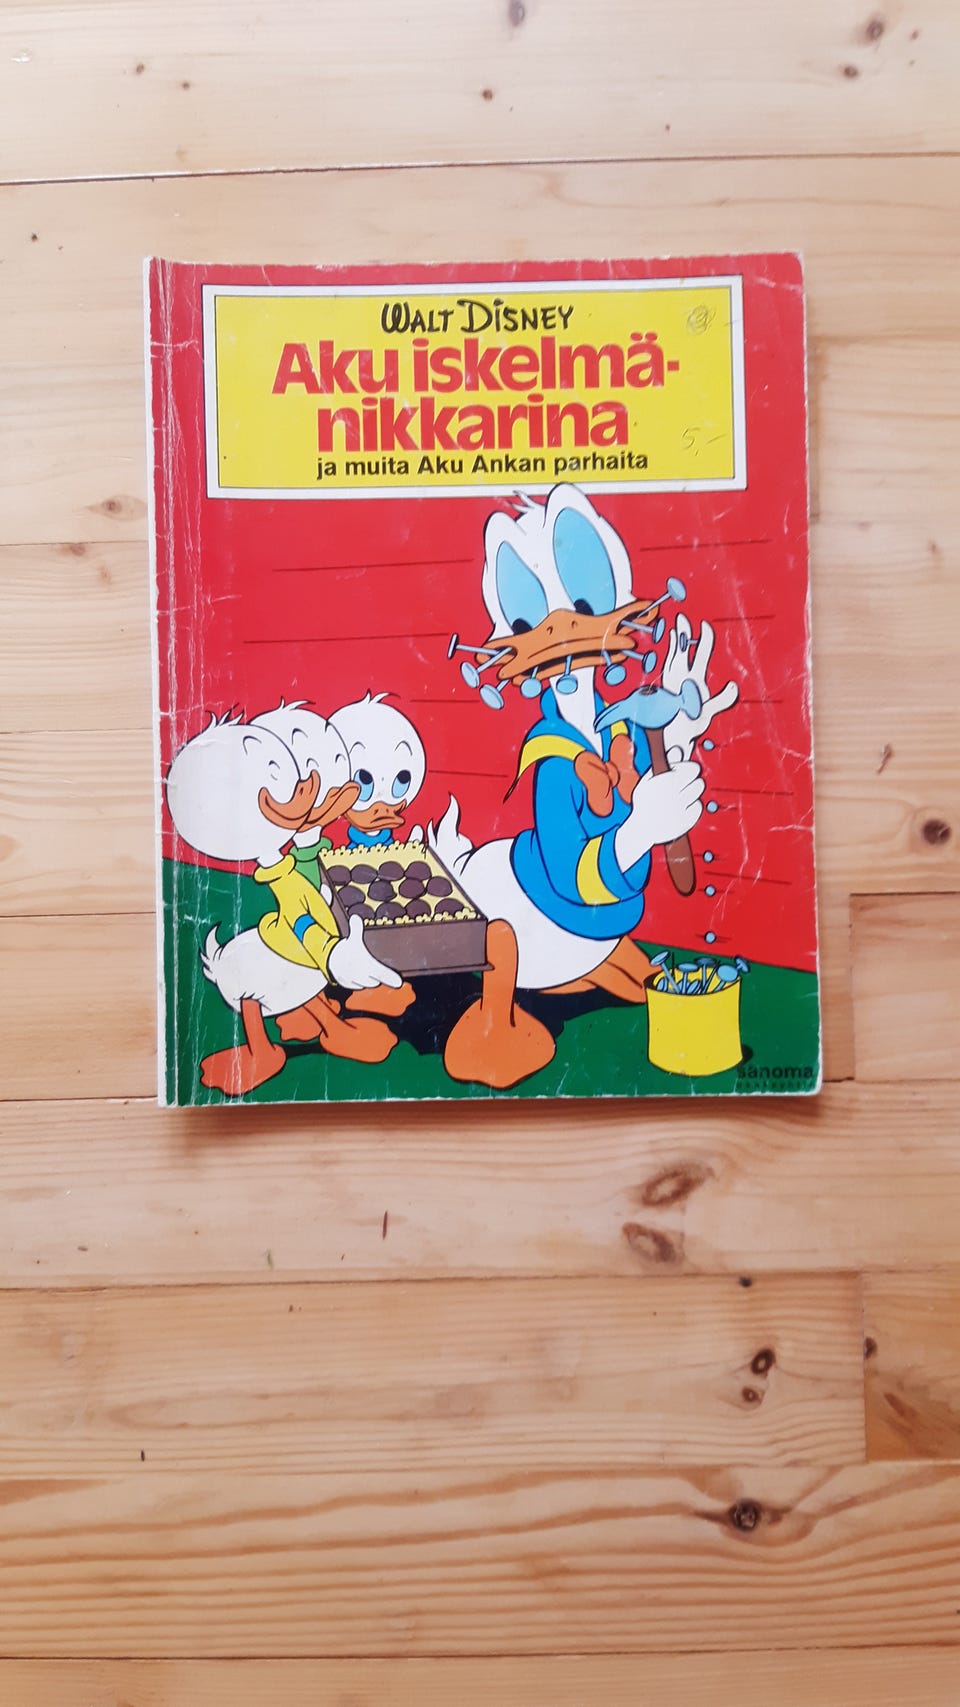 WALT DISNEY
Aku iskelmä-
nikkarina
ja muita Aku Ankan parhaita
5,-
sanoma